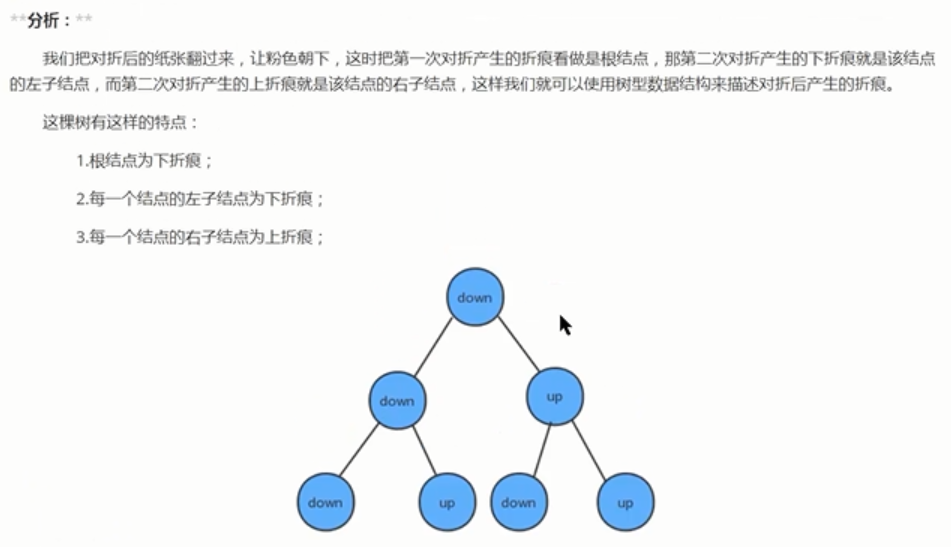 **分析：**
我们把对折后的纸张翻过来，让粉色朝下，这时把第一次对折产生的折痕看做是根结点，那第二次对折产生的下折痕就是该结点
的左子结点，而第二次对折产生的上折痕就是该结点的右子结点，这样我们就可以使用树型数据结构来描述对折后产生的折痕。
这棵树有这样的特点：
1.根结点为下折痕；
2.每一个结点的左子结点为下折痕；
3.每一个结点的右子结点为上折痕；
down
down up
down up down up